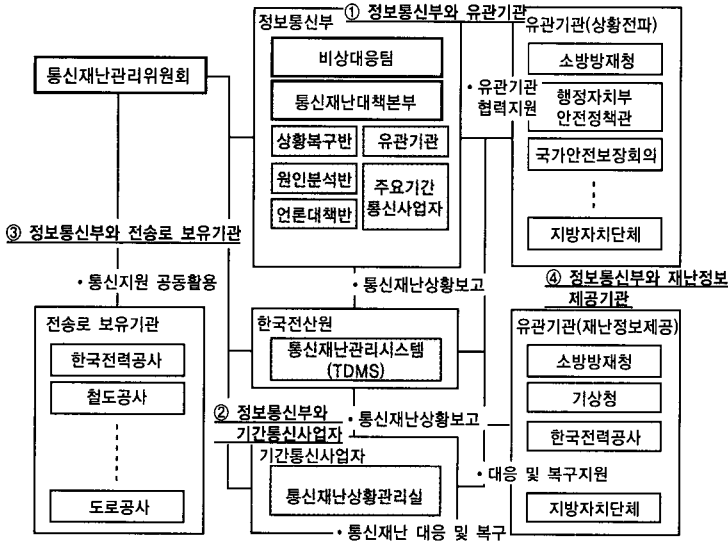 ① 정보통신부와 유관기관
정보통신부
비상대응팀
통신재난대책본부
상황복구반
유관기관
원인분석반
언론대책반
주요기간
통신사업자
통신재난관리위원회
유관기관(상황전파)
소방방재청
행정자치부
안전정책관
국가안전보장회의
지방자치단체
• 유관기관
협력지원
③ 정보통신부와 전송로 보유기관
• 통신지원 공동활용
• 통신재난상황보고
④ 정보통신부와 재난정보
제공기관
전송로 보유기관
한국전력공사
철도공사
도로공사
한국전산원
통신재난관리시스템
(TDMS)
유관기관(재난정보제공)
소방방재청
기상청
한국전력공사
지방자치단체
② 정보통신부와
기간통신사업자
• 통신재난상황보고
기간통신사업자
통신재난상황관리실
• 대응 및 복구지원
• 통신재난 대응 및 복구